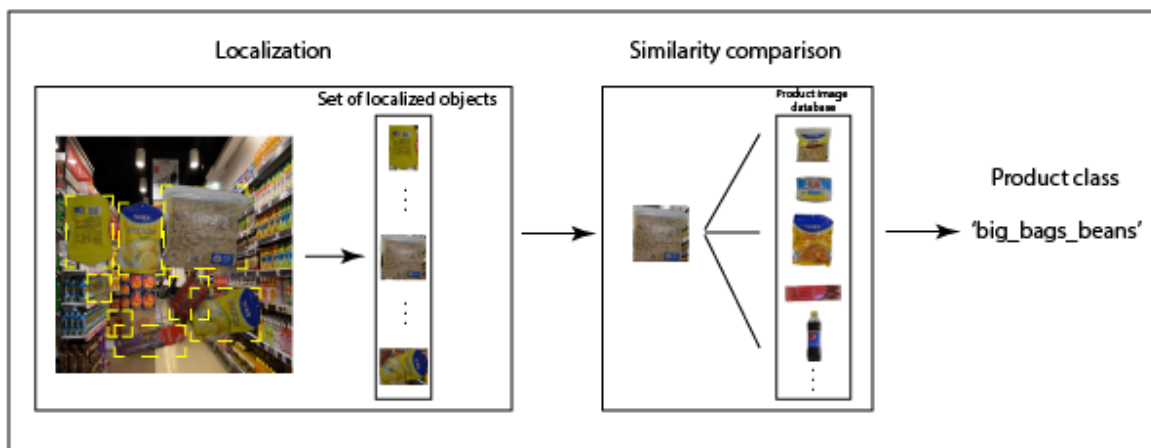 Localization
Similarity comparison
Set of localized objects
Product image
database
Product class
'big_bags_beans'